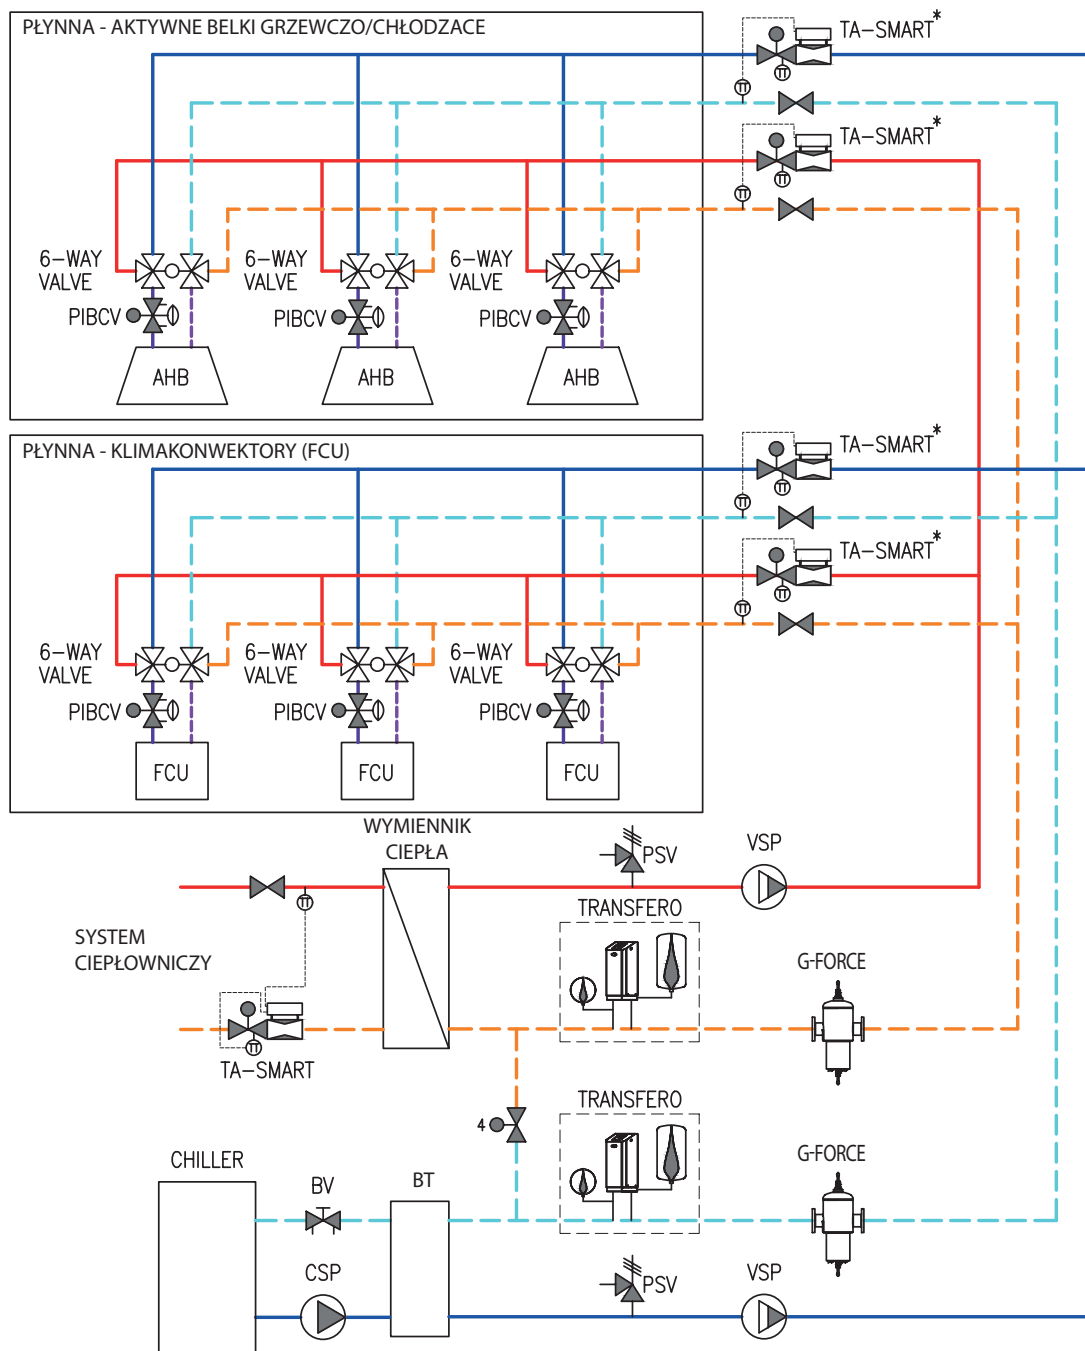 PŁYNNA - AKTYWNE BELKI GRZEWCZO/CHŁODZACE
TA-SMART*
TA-SMART*
6-WAY
VALVE
6-WAY
VALVE
6-WAY
VALVE
PIBCV
PIBCV
PIBCV
AHB
AHB
AHB
PŁYNNA - KLIMAKONWEKTORY (FCU)
TA-SMART*
TA-SMART*
6-WAY
VALVE
6-WAY
VALVE
6-WAY
VALVE
PIBCV
PIBCV
PIBCV
FCU
FCU
FCU
WYMIENNIK
CIEPŁA
PSV
VSP
TRANSFERO
SYSTEM
CIEPŁOWNICZY
G-FORCE
TA-SMART
TRANSFERO
4
CHILLER
BV
BT
G-FORCE
CSP
PSV
VSP